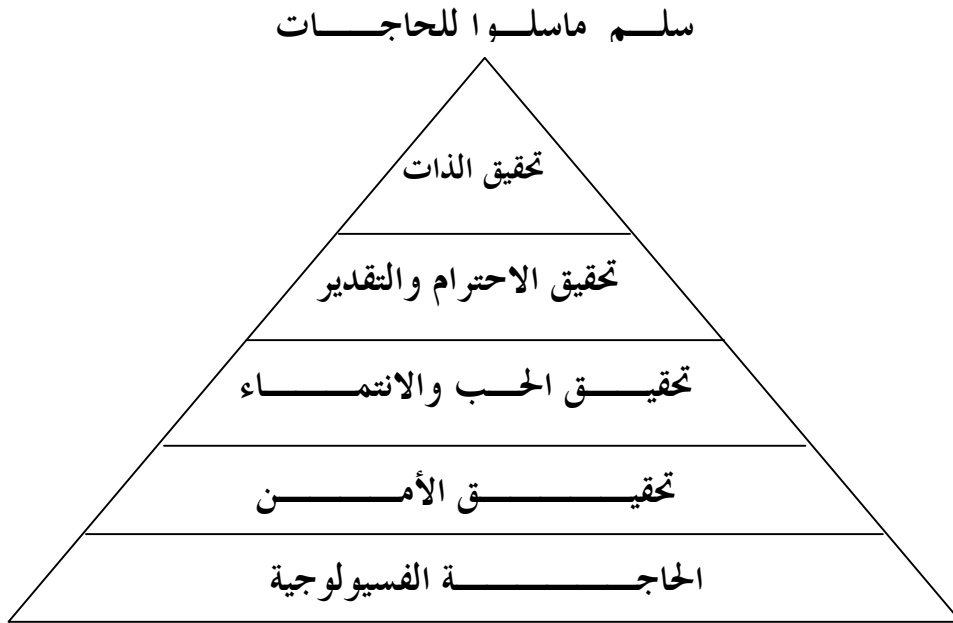 سلم ماسلوا للحاجات
تحقيق الذات
تحقيق الاحترام والتقدير
تحقيق الحب والانتماء
تحقيق الأمن
الحاجة الفسيولوجية